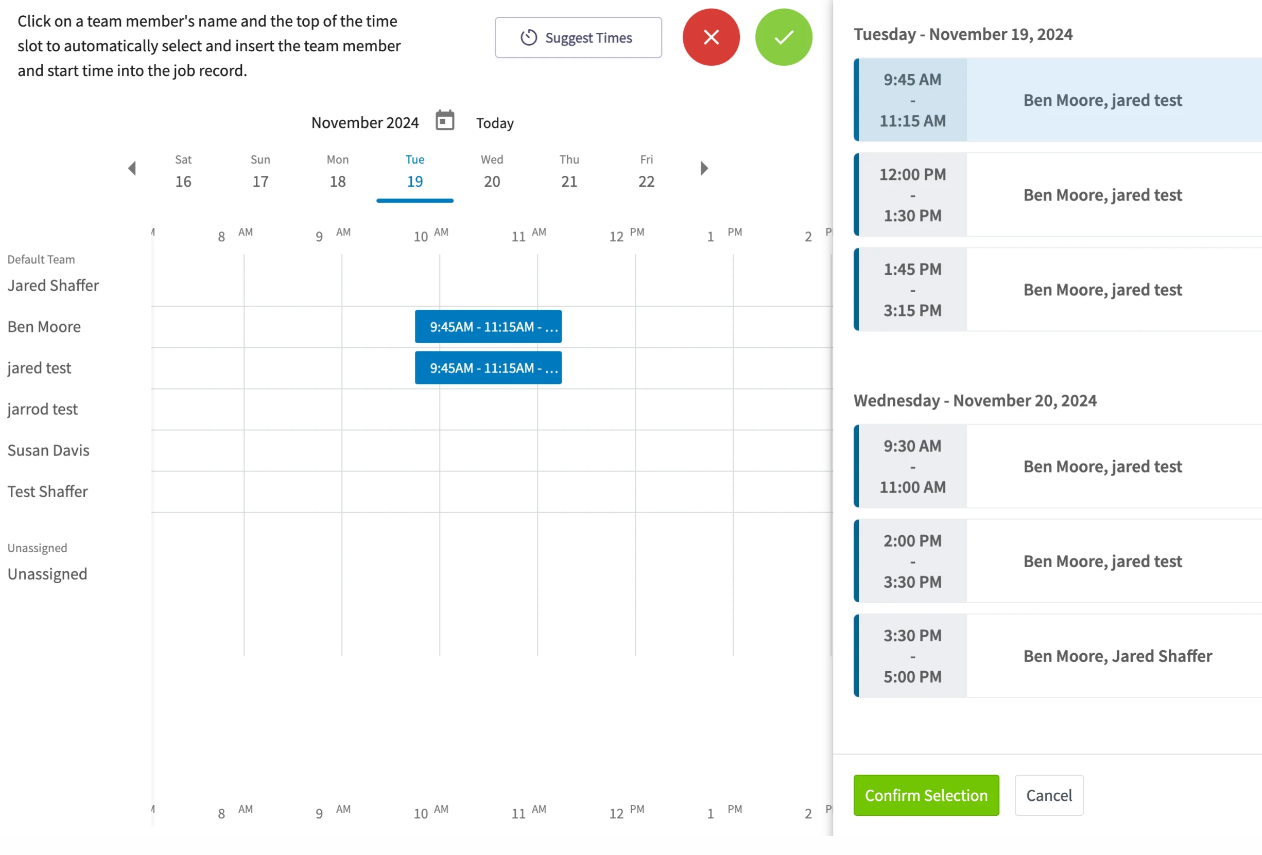 Click on a team member's name and the top of the time
slot to automatically select and insert the team member
and start time into the job record.
Suggest Times
November 2024
Today
Sat Sun Mon Tue Wed Thu Fri
16 17 18 19 20 21 22
8 AM 9 AM 10 AM 11 AM 12 PM 1 PM 2
Default Team
Jared Shaffer
Ben Moore
9:45AM - 11:15AM - ...
jared test
9:45AM - 11:15AM - ...
jarrod test
Susan Davis
Test Shaffer
Unassigned
Unassigned
8 AM 9 AM 10 AM 11 AM 12 PM 1 PM 2
Tuesday - November 19, 2024
9:45 AM
-
11:15 AM
Ben Moore, jared test
12:00 PM
-
1:30 PM
Ben Moore, jared test
1:45 PM
-
3:15 PM
Ben Moore, jared test
Wednesday - November 20, 2024
9:30 AM
-
11:00 AM
Ben Moore, jared test
2:00 PM
-
3:30 PM
Ben Moore, jared test
3:30 PM
-
5:00 PM
Ben Moore, Jared Shaffer
Confirm Selection
Cancel